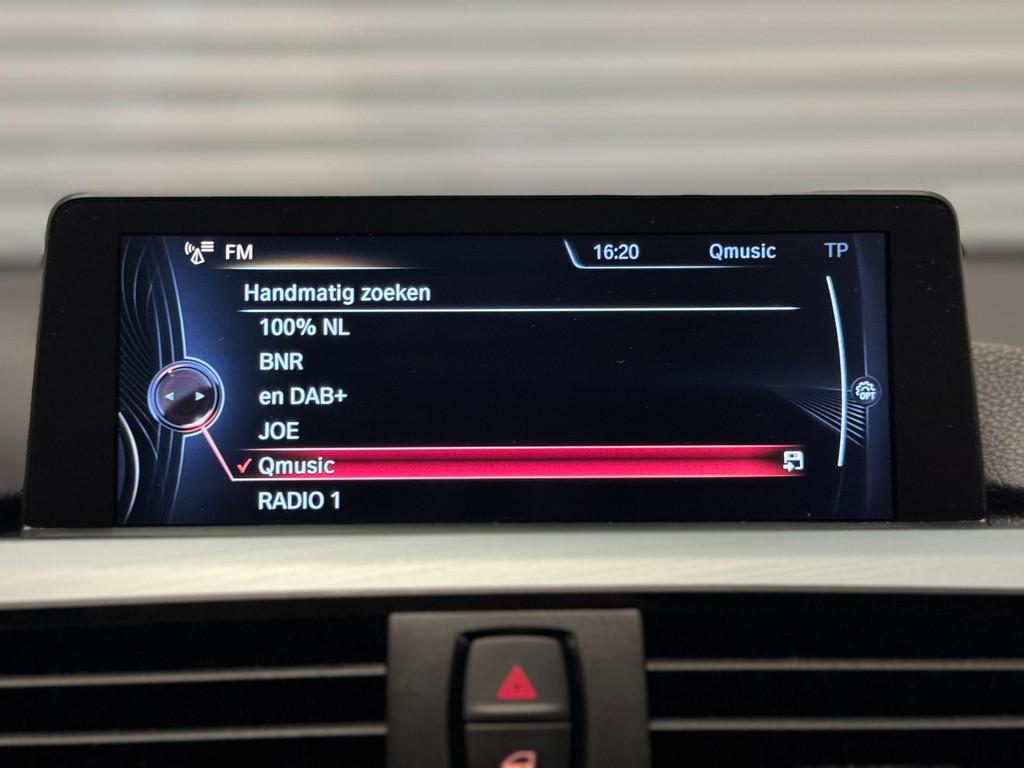 FM 16:20 Qmusic TP
Handmatig zoeken
100% NL
BNR
en DAB+
OPT
JOE
Qmusic
RADIO 1